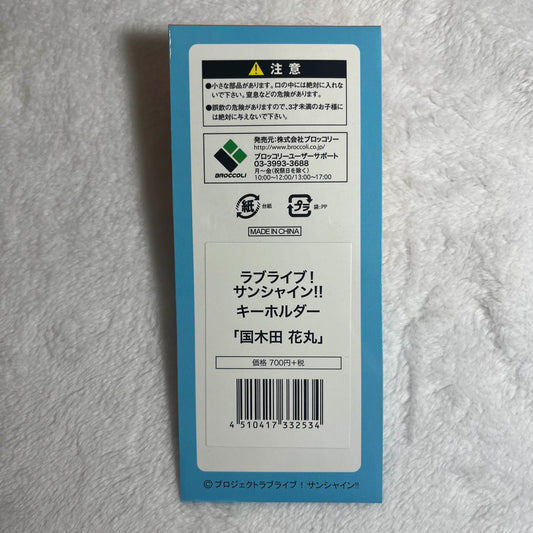 注意
●小さな部品があります。口の中には絶対に入れな
いで下さい。窒息などの危険があります。
●誤飲の危険がありますので、3才未満のお子様に
は絶対に与えないで下さい。
BROCCOLI
発売元:株式会社ブロッコリー
http://www.broccoli.co.jp/
ブロッコリーユーザーサポート
03-3993-3688
月〜金(祝祭日を除く)
10:00~12:00/13:00~17:00
紙 台紙
プラ 袋:PP
MADE IN CHINA
ラブライブ!
サンシャイン!!
キーホルダー
「国木田 花丸」
価格 700円+税
4 510417 332534
©プロジェクトラブライブ!サンシャイン!!